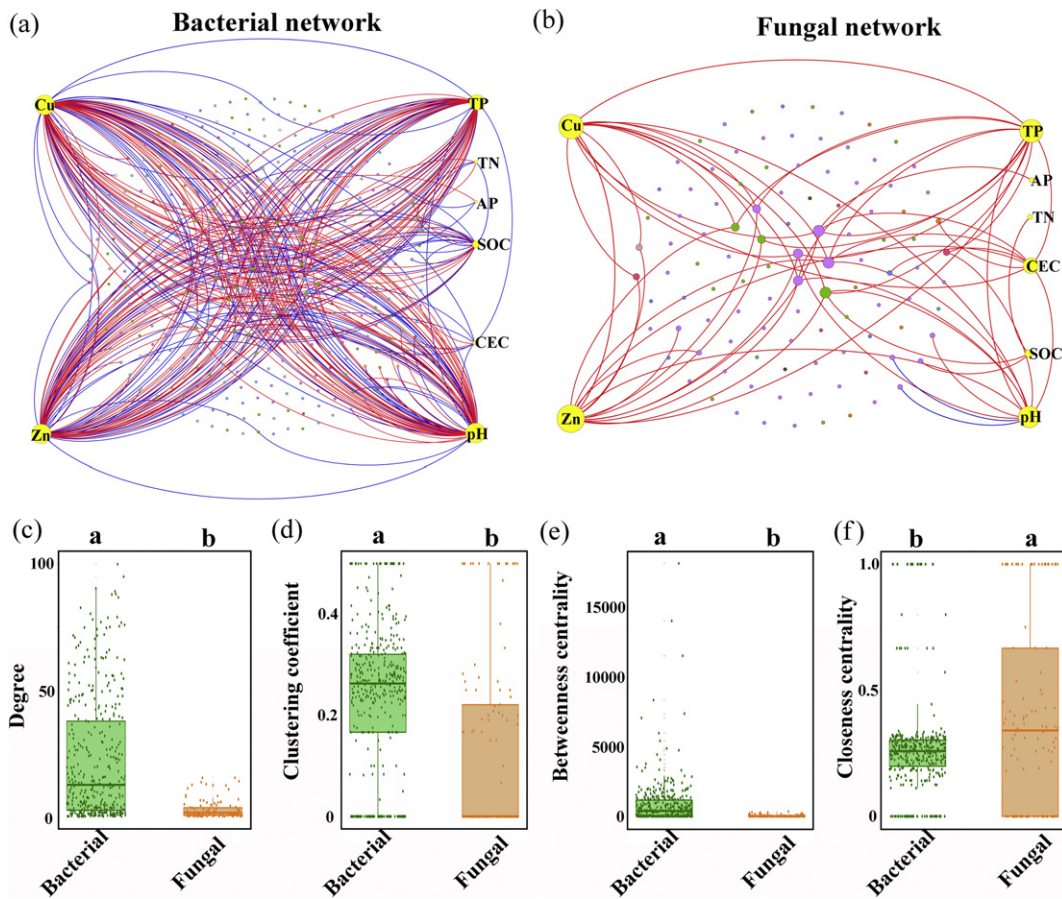 (a)
Bacterial network
Cu
TP
TN
AP
SOC
CEC
Zn
pH
(b)
Fungal network
Cu
TP
AP
TN
CEC
SOC
Zn
pH
(c)
a
b
Degree
100
50
0
Bacterial
Fungal
(d)
a
b
Clustering coefficient
0.4
0.2
0
Bacterial
Fungal
(e)
a
b
Betweenness centrality
15000
10000
5000
0
Bacterial
Fungal
(f)
b
a
Closeness centrality
1.0
0.5
0
Bacterial
Fungal